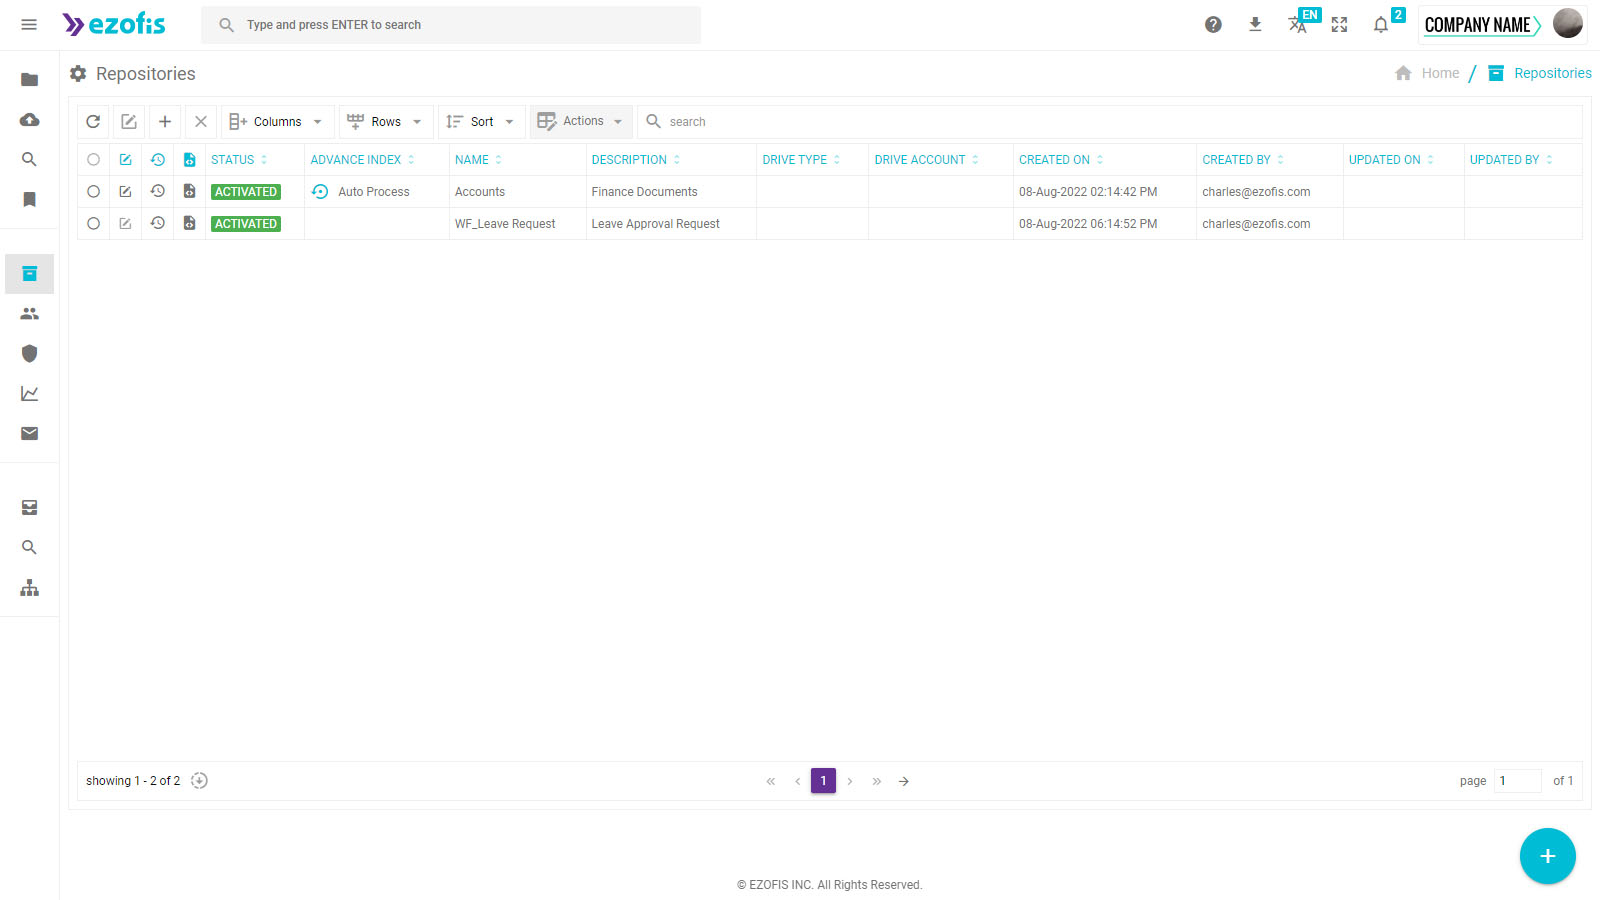 ezofis
Type and press ENTER to search
EN
2
COMPANY NAME
Repositories
Home / Repositories
Columns
Rows
Sort
Actions
search
STATUS ADVANCE INDEX NAME DESCRIPTION DRIVE TYPE DRIVE ACCOUNT CREATED ON CREATED BY UPDATED ON UPDATED BY
ACTIVATED Auto Process Accounts Finance Documents 08-Aug-2022 02:14:42 PM charles@ezofis.com
ACTIVATED WF_Leave Request Leave Approval Request 08-Aug-2022 06:14:52 PM charles@ezofis.com
showing 1 - 2 of 2
« ‹ 1 › »
page 1 of 1
© EZOFIS INC. All Rights Reserved.